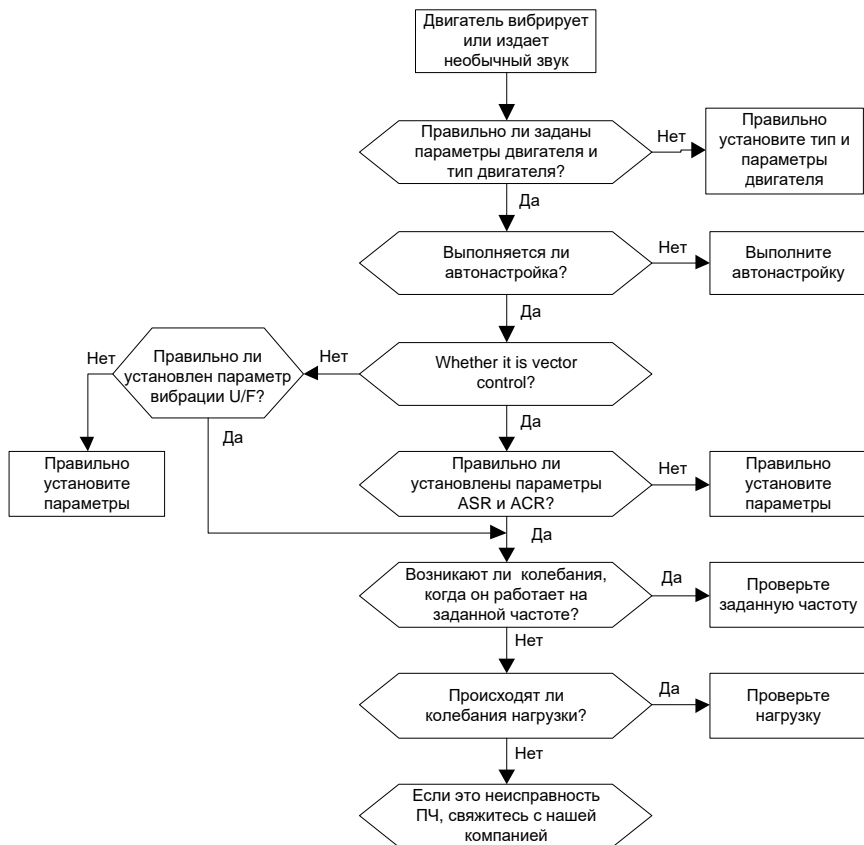 Двигатель вибрирует
или издает
необычный звук
Правильно ли заданы
параметры двигателя и
тип двигателя?
Нет
Правильно
установите тип и
параметры
двигателя
Да
Выполняется ли
автонастройка?
Нет
Выполните
автонастройку
Да
Whether it is vector
control?
Нет
Правильно ли
установлен параметр
вибрации U/F?
Нет
Правильно
установите
параметры
Да
Да
Правильно ли
установлены параметры
ASR и ACR?
Нет
Правильно
установите
параметры
Да
Возникают ли  колебания,
когда он работает на
заданной частоте?
Да
Проверьте
заданную частоту
Нет
Происходят ли
колебания нагрузки?
Да
Проверьте
нагрузку
Нет
Если это неисправность
ПЧ, свяжитесь с нашей
компанией